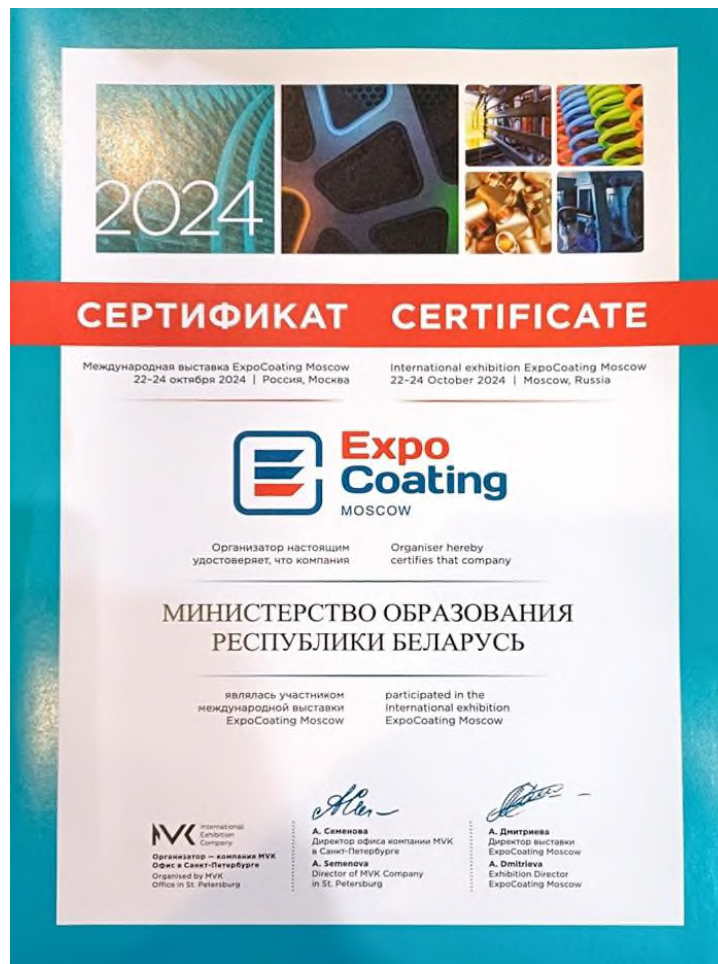 2024
СЕРТИФИКАТ CERTIFICATE
Международная выставка ExpoCoating Moscow
22–24 октября 2024 | Россия, Москва
International exhibition ExpoCoating Moscow
22–24 October 2024 | Moscow, Russia
Expo
Coating
MOSCOW
Организатор настоящим
удостоверяет, что компания
Organiser hereby
certifies that company
МИНИСТЕРСТВО ОБРАЗОВАНИЯ
РЕСПУБЛИКИ БЕЛАРУСЬ
являлась участником
международной выставки
ExpoCoating Moscow
participated in the
International exhibition
ExpoCoating Moscow
MVK
International
Exhibition
Company
Организатор — компания MVK
Офис в Санкт-Петербурге
Organised by MVK
Office in St. Petersburg
А. Семенова
Директор офиса компании MVK
в Санкт-Петербурге
A. Semenova
Director of MVK Company
in St. Petersburg
А. Дмитриева
Директор выставки
ExpoCoating Moscow
A. Dmitrieva
Exhibition Director
ExpoCoating Moscow